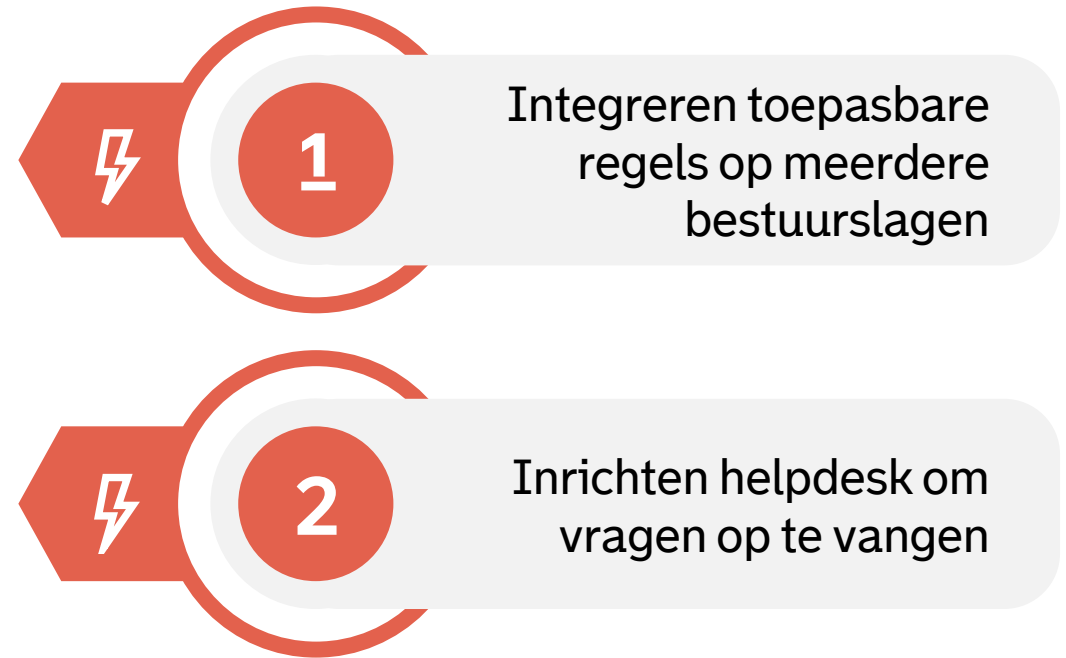 1
Integreren toepasbare
regels op meerdere
bestuurslagen
2
Inrichten helpdesk om
vragen op te vangen